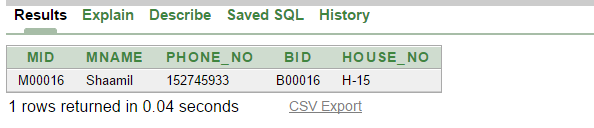 Results Explain Describe Saved SQL History
MID MNAME PHONE_NO BID HOUSE_NO
M00016 Shaamil 152745933 B00016 H-15
1 rows returned in 0.04 seconds CSV Export